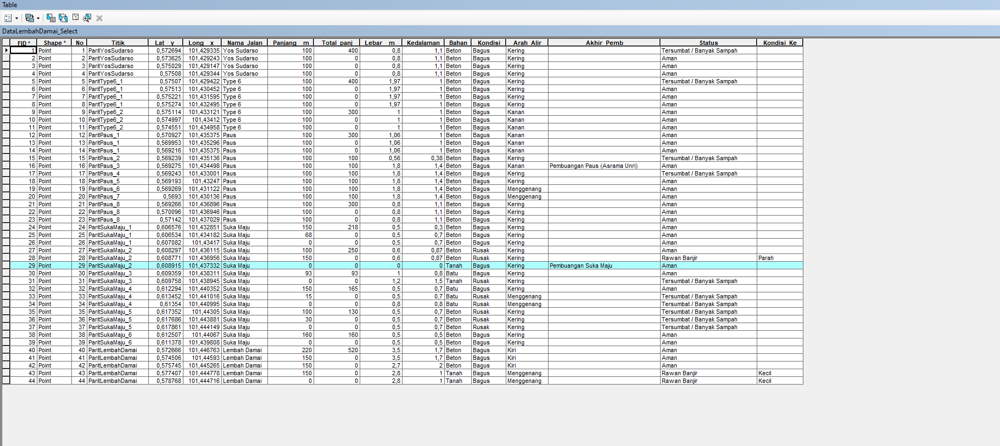 Table
DataLembahDamai_Select
FID * Shape * No Titik Lat__y_ Long__x_ Nama_Jalan Panjang__m Total_panj Lebar__m_ Kedalaman Bahan Kondisi Arah_Alir Akhir_Pemb Status Kondisi_Ke
1 Point 1 ParitYosSudarso 0,572694 101,429335 Yos Sudarso 100 400 0,8 1,1 Beton Bagus Kering Tersumbat / Banyak Sampah
2 Point 2 ParitYosSudarso 0,573625 101,429243 Yos Sudarso 100 0 0,8 1,1 Beton Bagus Kering Aman
3 Point 3 ParitYosSudarso 0,575029 101,429147 Yos Sudarso 100 0 0,8 1,1 Beton Bagus Kering Aman
4 Point 4 ParitYosSudarso 0,57508 101,429344 Yos Sudarso 100 0 0,8 1,1 Beton Bagus Kering Aman
5 Point 5 ParitType6_1 0,57507 101,429422 Type 6 100 400 1,97 1 Beton Bagus Kering Tersumbat / Banyak Sampah
6 Point 6 ParitType6_1 0,57513 101,430452 Type 6 100 0 1,97 1 Beton Bagus Kering Aman
7 Point 7 ParitType6_1 0,575221 101,431595 Type 6 100 0 1,97 1 Beton Bagus Kering Aman
8 Point 8 ParitType6_1 0,575274 101,432495 Type 6 100 0 1,97 1 Beton Bagus Kering Aman
9 Point 9 ParitType6_2 0,575114 101,433121 Type 6 100 300 1 1 Beton Bagus Kanan Aman
10 Point 10 ParitType6_2 0,574997 101,43412 Type 6 100 0 1 1 Beton Bagus Kanan Aman
11 Point 11 ParitType6_2 0,574551 101,434958 Type 6 100 0 1 1 Beton Bagus Kanan Aman
12 Point 12 ParitPaus_1 0,570927 101,435375 Paus 100 300 1,06 1 Beton Bagus Kanan Aman
13 Point 13 ParitPaus_1 0,569953 101,435296 Paus 100 0 1,06 1 Beton Bagus Kanan Aman
14 Point 14 ParitPaus_1 0,569216 101,435375 Paus 100 0 1,06 1 Beton Bagus Kanan Aman
15 Point 15 ParitPaus_2 0,569239 101,435136 Paus 100 100 0,56 0,38 Beton Bagus Kering Tersumbat / Banyak Sampah
16 Point 16 ParitPaus_3 0,569275 101,434498 Paus 100 100 1,8 1,4 Beton Bagus Kanan Pembuangan Paus (Asrama Unri) Aman
17 Point 17 ParitPaus_4 0,569243 101,433001 Paus 100 100 1,8 1,4 Beton Bagus Kering Tersumbat / Banyak Sampah
18 Point 18 ParitPaus_5 0,569193 101,43247 Paus 100 100 1,8 1,4 Beton Bagus Kering Aman
19 Point 19 ParitPaus_6 0,569269 101,431122 Paus 100 100 1,8 1,4 Beton Bagus Menggenang Aman
20 Point 20 ParitPaus_7 0,5693 101,430136 Paus 100 100 1,8 1,4 Beton Bagus Menggenang Aman
21 Point 21 ParitPaus_8 0,569266 101,436896 Paus 100 300 0,8 1,1 Beton Bagus Kering Aman
22 Point 22 ParitPaus_8 0,570096 101,436946 Paus 100 0 0,8 1,1 Beton Bagus Kering Aman
23 Point 23 ParitPaus_8 0,57142 101,437029 Paus 100 0 0,8 1,1 Beton Bagus Kering Aman
24 Point 24 ParitSukaMaju_1 0,606576 101,432851 Suka Maju 150 218 0,5 0,3 Beton Bagus Kering Aman
25 Point 25 ParitSukaMaju_1 0,606534 101,434182 Suka Maju 68 0 0,5 0,7 Beton Bagus Kering Aman
26 Point 26 ParitSukaMaju_1 0,607082 101,43417 Suka Maju 0 0 0,5 0,7 Beton Bagus Kering Aman
27 Point 27 ParitSukaMaju_2 0,608297 101,436115 Suka Maju 100 250 0,6 0,87 Beton Rusak Kering Aman
28 Point 28 ParitSukaMaju_2 0,608771 101,436956 Suka Maju 150 0 0,6 0,87 Beton Rusak Kering Rawan Banjir Parah
29 Point 29 ParitSukaMaju_2 0,608915 101,437332 Suka Maju 0 0 0 0 Tanah Bagus Kering Pembuangan Suka Maju Aman
30 Point 30 ParitSukaMaju_3 0,609359 101,438311 Suka Maju 93 93 1 0,8 Batu Bagus Kering Aman
31 Point 31 ParitSukaMaju_3 0,609758 101,438945 Suka Maju 0 0 1,2 1,5 Tanah Rusak Kering Tersumbat / Banyak Sampah
32 Point 32 ParitSukaMaju_4 0,612294 101,440352 Suka Maju 150 165 0,5 0,7 Batu Bagus Kering Aman
33 Point 33 ParitSukaMaju_4 0,613452 101,441016 Suka Maju 15 0 0,5 0,7 Batu Rusak Menggenang Tersumbat / Banyak Sampah
34 Point 34 ParitSukaMaju_4 0,61354 101,440995 Suka Maju 0 0 0,8 0,8 Batu Rusak Menggenang Tersumbat / Banyak Sampah
35 Point 35 ParitSukaMaju_5 0,617352 101,44305 Suka Maju 100 130 0,5 0,7 Beton Rusak Kering Tersumbat / Banyak Sampah
36 Point 36 ParitSukaMaju_5 0,617686 101,443881 Suka Maju 30 0 0,5 0,7 Beton Rusak Kering Tersumbat / Banyak Sampah
37 Point 37 ParitSukaMaju_5 0,617861 101,444149 Suka Maju 0 0 0,5 0,7 Beton Rusak Kering Tersumbat / Banyak Sampah
38 Point 38 ParitSukaMaju_6 0,612507 101,44067 Suka Maju 160 160 0,5 0,5 Beton Bagus Kering Aman
39 Point 39 ParitSukaMaju_6 0,611378 101,439808 Suka Maju 0 0 0,5 0,5 Beton Bagus Kering Aman
40 Point 40 ParitLembahDamai 0,572666 101,446763 Lembah Damai 220 520 3,5 1,7 Beton Bagus Kiri Aman
41 Point 41 ParitLembahDamai 0,574506 101,44593 Lembah Damai 150 0 3,5 1,7 Beton Bagus Kiri Aman
42 Point 42 ParitLembahDamai 0,575745 101,445265 Lembah Damai 150 0 2,7 2 Beton Bagus Kiri Aman
43 Point 43 ParitLembahDamai 0,577407 101,444778 Lembah Damai 150 0 2,8 1 Tanah Bagus Menggenang Rawan Banjir Kecil
44 Point 44 ParitLembahDamai 0,578768 101,444716 Lembah Damai 0 0 2,8 1 Tanah Bagus Menggenang Rawan Banjir Kecil